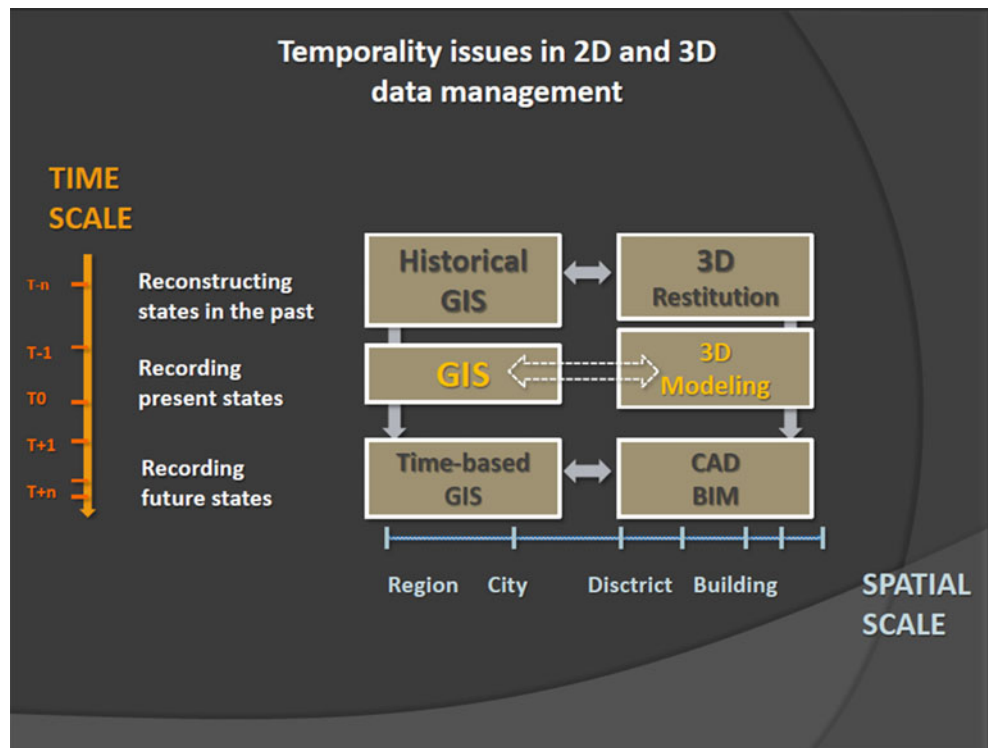 Temporality issues in 2D and 3D
data management
TIME
SCALE
T-n
T-1
T0
T+1
T+n
Reconstructing
states in the past
Recording
present states
Recording
future states
Historical
GIS
3D
Restitution
GIS
3D
Modeling
Time-based
GIS
CAD
BIM
Region City Disctrict Building
SPATIAL
SCALE